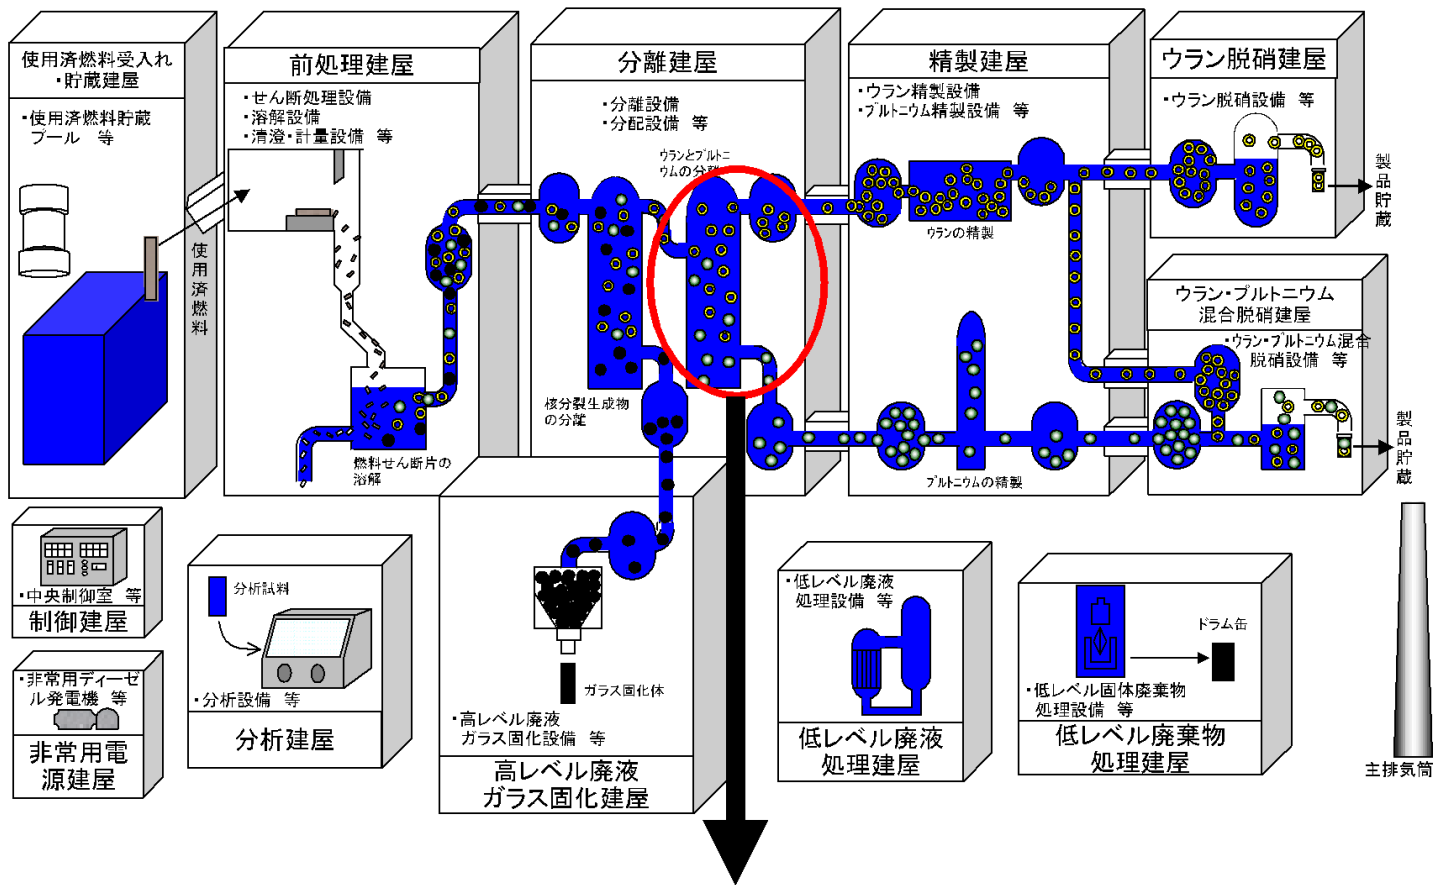 使用済燃料受入れ
・貯蔵建屋
・使用済燃料貯蔵
プール 等
使用済燃料
前処理建屋
・せん断処理設備
・溶解設備
・清澄・計量設備 等
燃料せん断片の
溶解
分離建屋
・分離設備
・分配設備 等
ウランとプルトニ
ウムの分離
核分裂生成物
の分離
精製建屋
・ウラン精製設備
・プルトニウム精製設備 等
ウランの精製
プルトニウムの精製
ウラン脱硝建屋
・ウラン脱硝設備 等
製品貯蔵
ウラン・プルトニウム
混合脱硝建屋
・ウラン・プルトニウム混合
脱硝設備 等
製品貯蔵
・中央制御室 等
制御建屋
・非常用ディーゼ
ル発電機 等
非常用電
源建屋
分析試料
・分析設備 等
分析建屋
ガラス固化体
・高レベル廃液
ガラス固化設備 等
高レベル廃液
ガラス固化建屋
・低レベル廃液
処理設備 等
低レベル廃液
処理建屋
ドラム缶
・低レベル固体廃棄物
処理設備 等
低レベル廃棄物
処理建屋
主排気筒